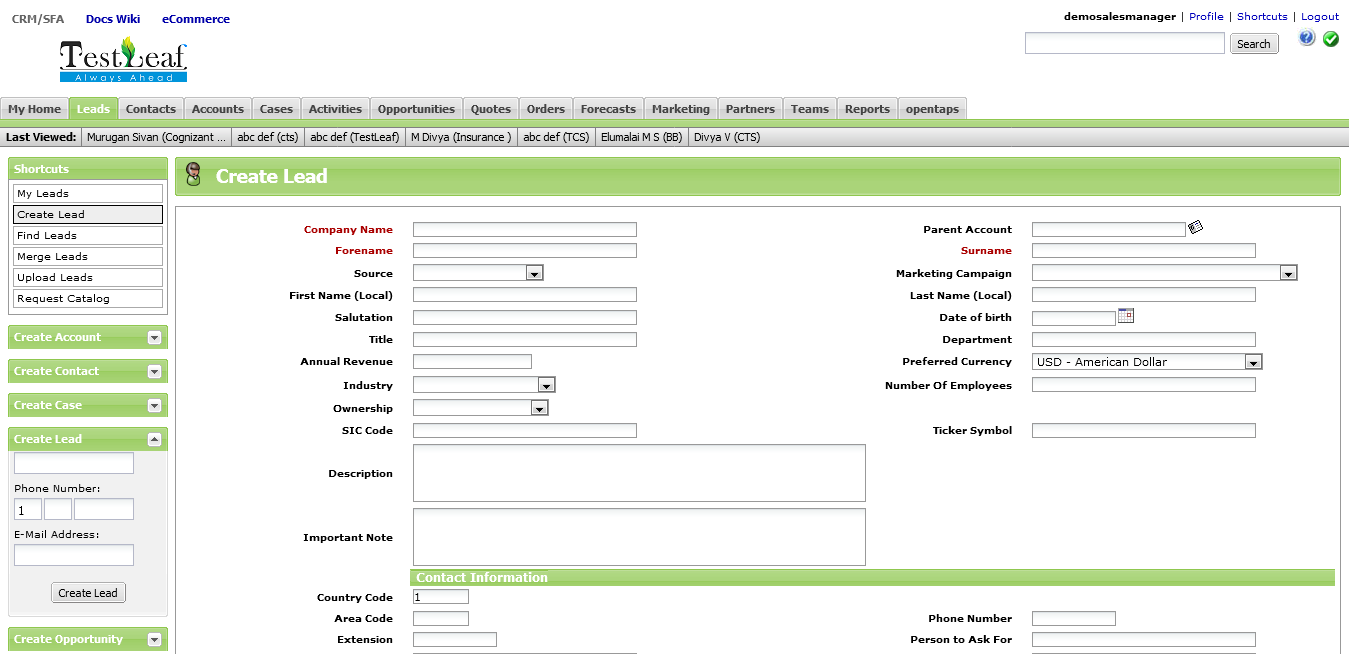 CRM/SFA Docs Wiki eCommerce
demosalesmanager | Profile | Shortcuts | Logout
TestLeaf
Always Ahead
Search
My Home Leads Contacts Accounts Cases Activities Opportunities Quotes Orders Forecasts Marketing Partners Teams Reports opentaps
Last Viewed: Murugan Sivan (Cognizant ... abc def (cts) abc def (TestLeaf) M Divya (Insurance ) abc def (TCS) Elumalai M S (BB) Divya V (CTS)
Shortcuts
My Leads
Create Lead
Find Leads
Merge Leads
Upload Leads
Request Catalog
Create Account
Create Contact
Create Case
Create Lead
Phone Number:
1
E-Mail Address:
Create Lead
Create Opportunity
Create Lead
Company Name Parent Account
Forename Surname
Source Marketing Campaign
First Name (Local) Last Name (Local)
Salutation Date of birth
Title Department
Annual Revenue Preferred Currency USD - American Dollar
Industry Number Of Employees
Ownership
SIC Code Ticker Symbol
Description
Important Note
Contact Information
Country Code 1
Area Code Phone Number
Extension Person to Ask For